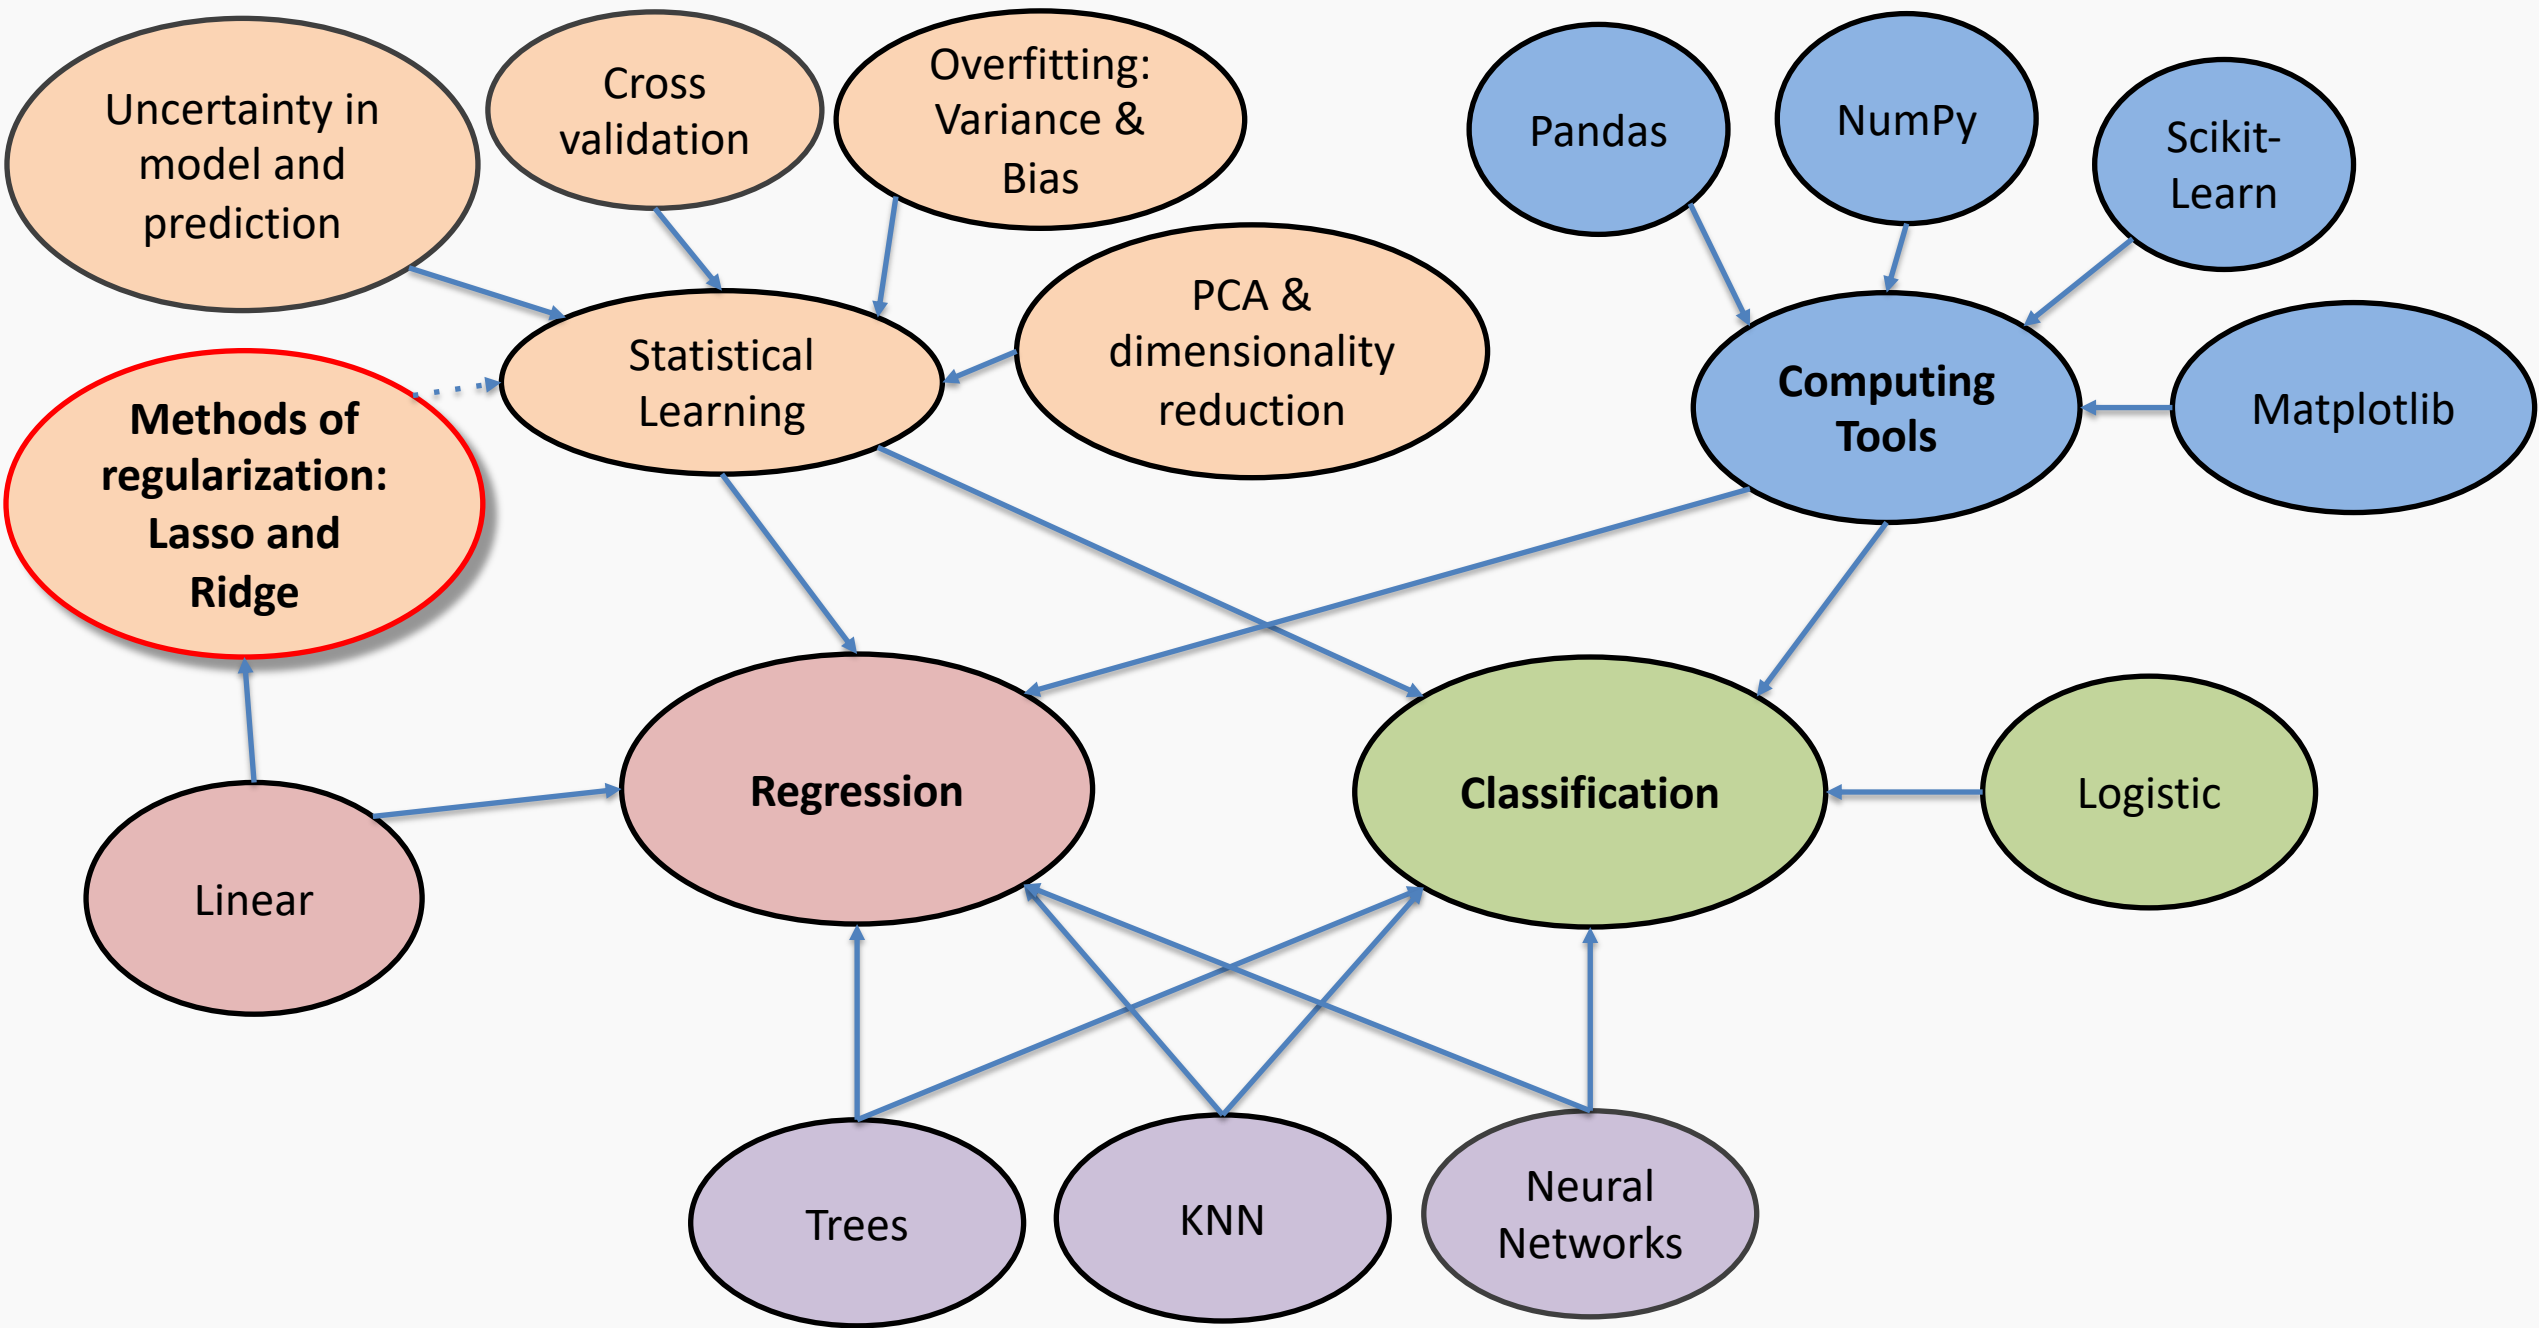 Uncertainty in
model and
prediction
Cross
validation
Overfitting:
Variance &
Bias
Pandas
NumPy
Scikit-
Learn
PCA &
dimensionality
reduction
Statistical
Learning
Computing
Tools
Matplotlib
Methods of
regularization:
Lasso and
Ridge
Regression
Classification
Logistic
Linear
Trees
KNN
Neural
Networks